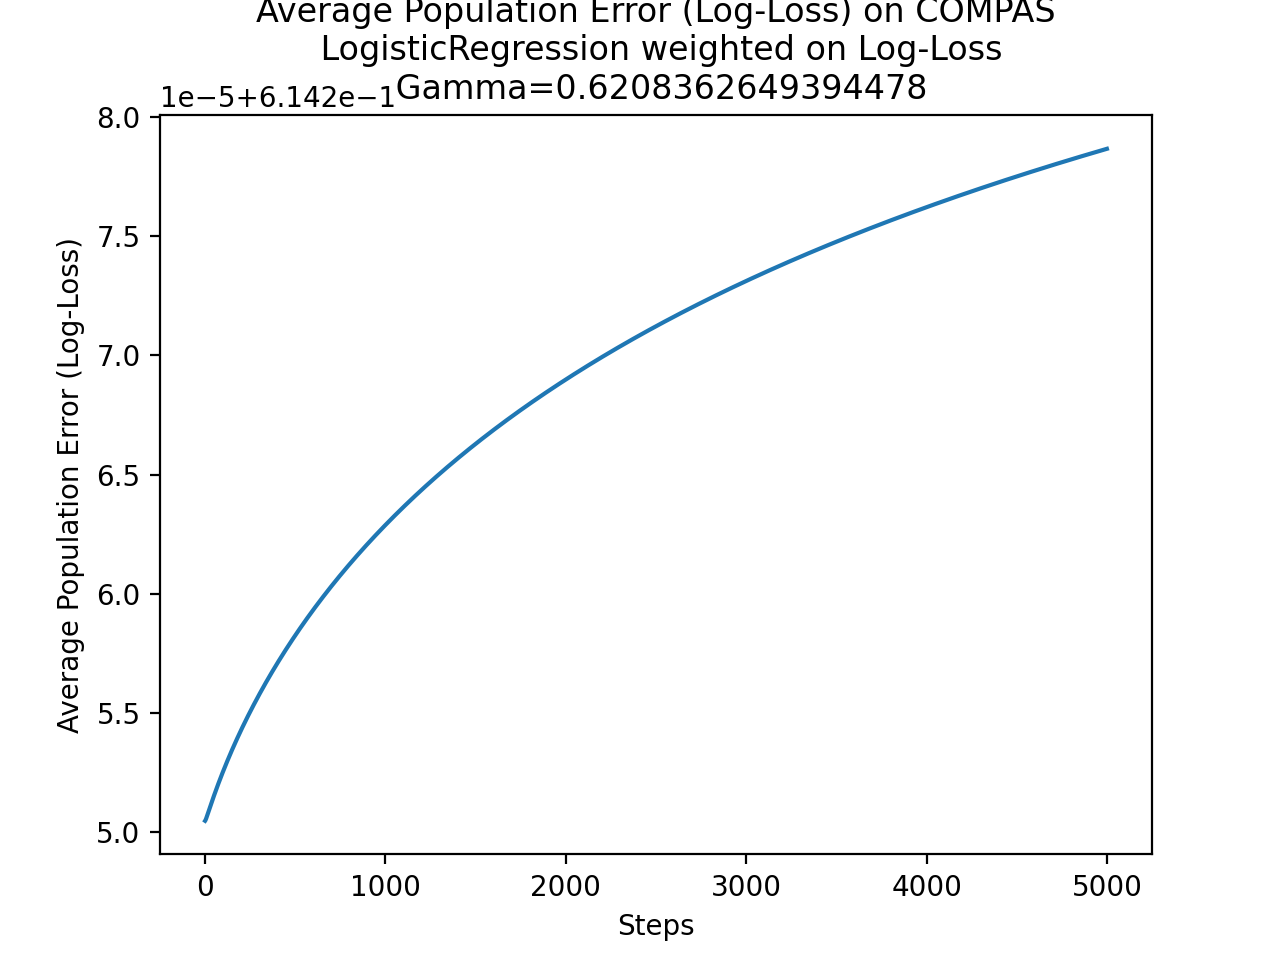 Average Population Error (Log-Loss) on COMPAS
LogisticRegression weighted on Log-Loss
Gamma=0.6208362649394478
1e−5+6.142e−1
8.0
7.5
7.0
6.5
6.0
5.5
5.0
Average Population Error (Log-Loss)
0 1000 2000 3000 4000 5000
Steps